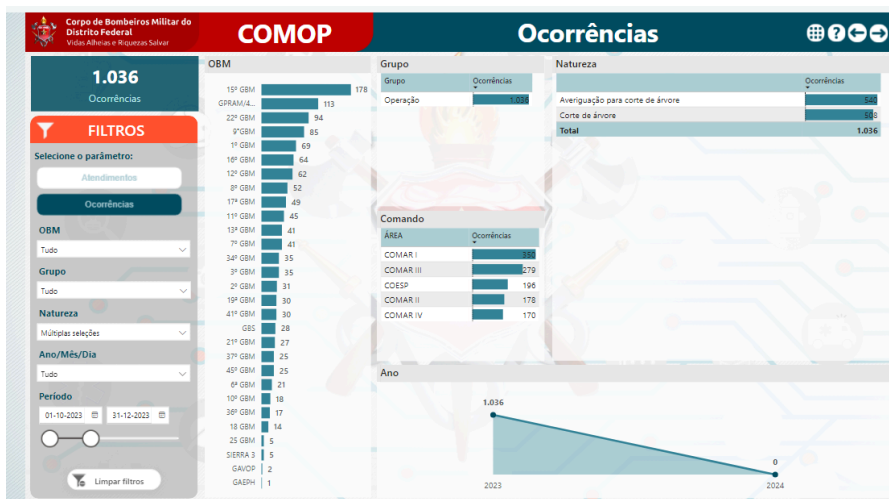 Corpo de Bombeiros Militar do
Distrito Federal
Vidas Alheias e Riquezas Salvar
COMOP
Ocorrências
1.036
Ocorrências
FILTROS
Selecione o parâmetro:
Atendimentos
Ocorrências
OBM
Tudo
Grupo
Tudo
Natureza
Múltiplas seleções
Ano/Mês/Dia
Tudo
Período
01-10-2023 31-12-2023
Limpar filtros
OBM
15º GBM 178
GPRAM/4... 113
22º GBM 94
9°GBM 85
1º GBM 69
16º GBM 64
12º GBM 62
8º GBM 52
17º GBM 49
11º GBM 45
13º GBM 41
7º GBM 41
34º GBM 35
3º GBM 35
2º GBM 31
19º GBM 30
41º GBM 30
GBS 28
21º GBM 27
37º GBM 25
45º GBM 25
6º GBM 21
10º GBM 18
36º GBM 17
18 GBM 14
25 GBM 5
SIERRA 3 5
GAVOP 2
GAEPH 1
Grupo
Grupo Ocorrências
Operação 1.036
Comando
ÁREA Ocorrências
COMAR I 350
COMAR III 279
COESP 196
COMAR II 178
COMAR IV 170
Natureza
Ocorrências
Averiguação para corte de árvore 540
Corte de árvore 508
Total 1.036
Ano
1.036
0
2023 2024